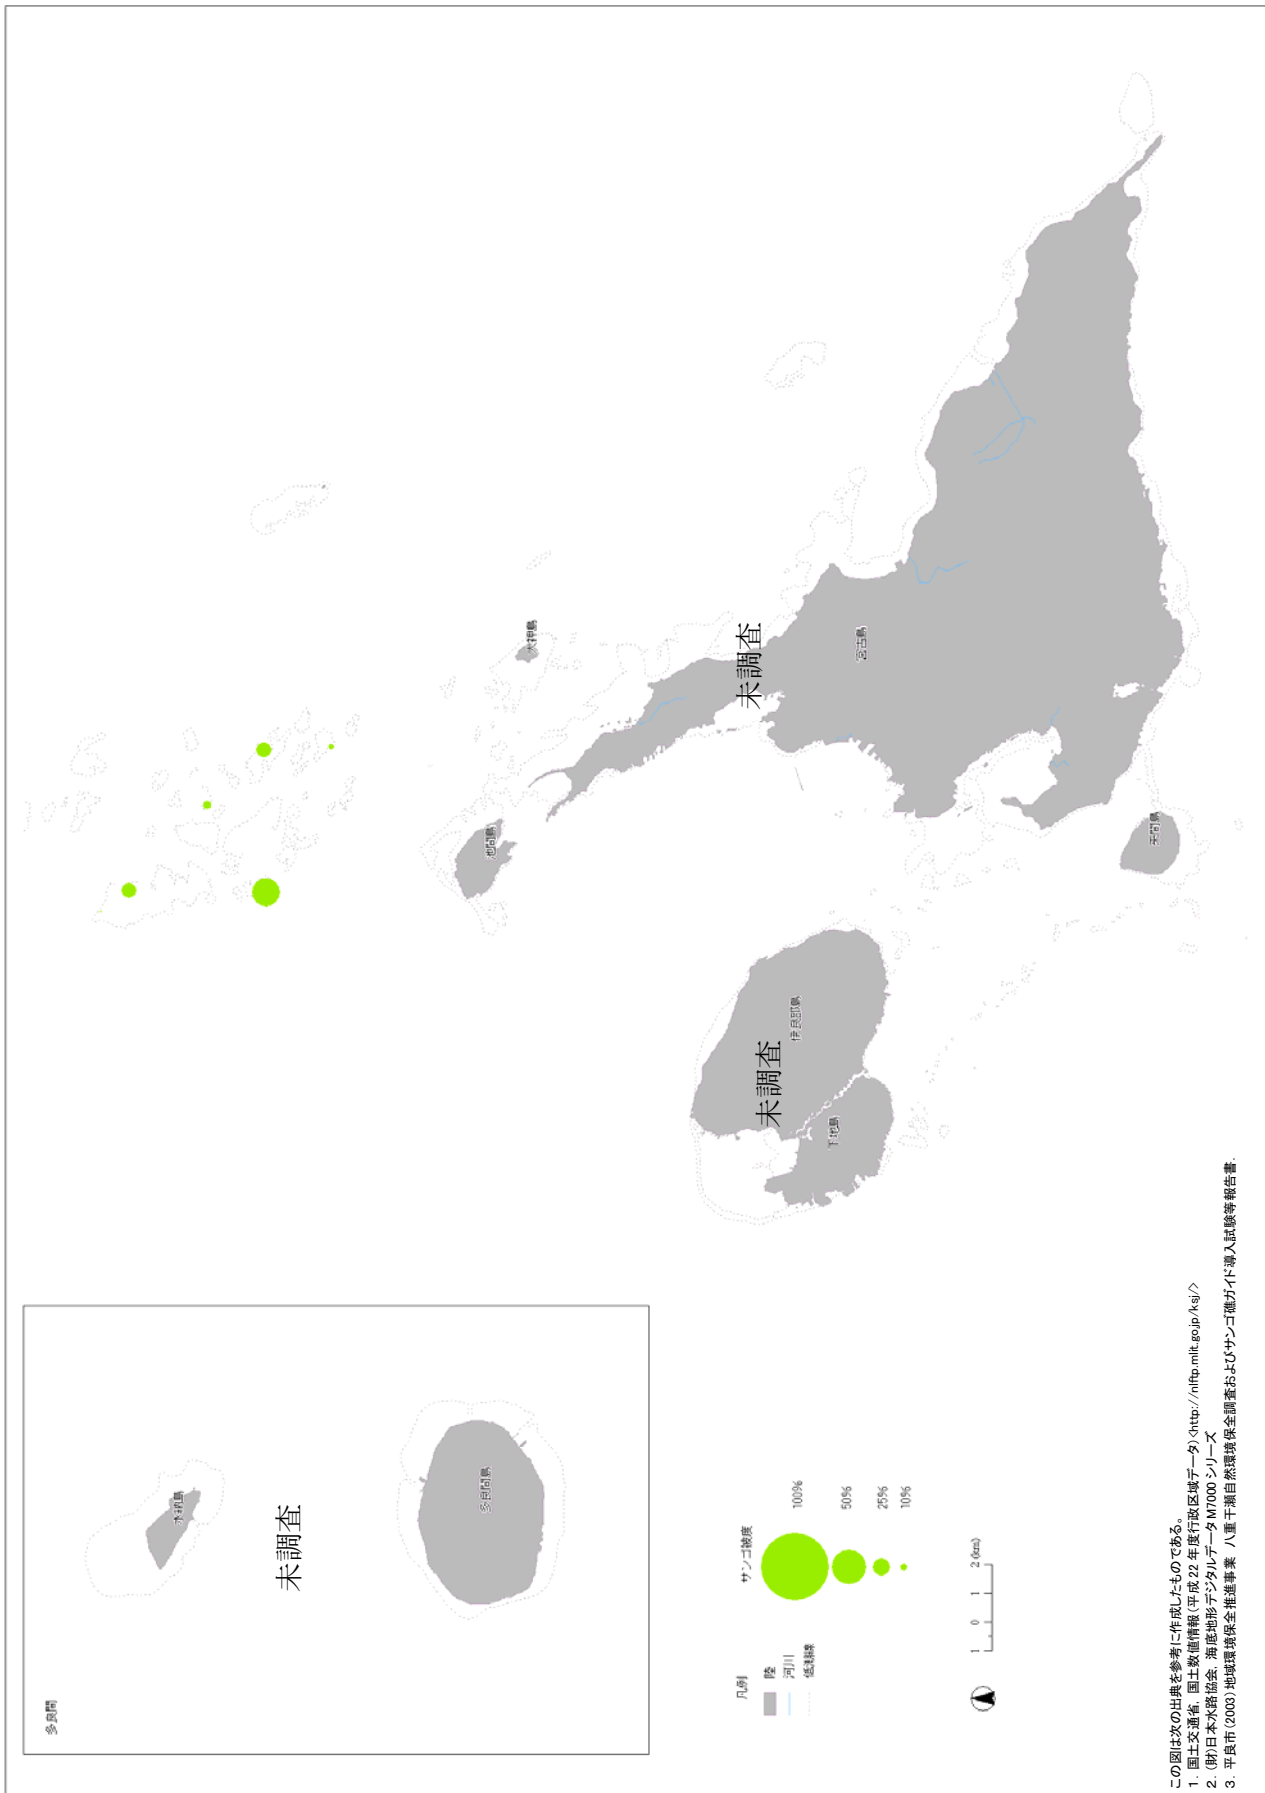 多良間
水納島
未調査
多良間島
大神島
池間島
未調査
宮古島
来間島
伊良部島
未調査
下地島
凡例
陸
河川
低潮線
サンゴ被度
100%
50%
25%
10%
1 0 1 2 (km)
この図は次の出典を参考に作成したものである。
1. 国土交通省. 国土数値情報(平成 22 年度行政区域データ)<http://nlftp.mlit.go.jp/ksj/>
2. (財)日本水路協会. 海底地形デジタルデータ M7000 シリーズ
3. 平良市(2003)地域環境保全推進事業 八重干瀬自然環境保全調査およびサンゴ礁ガイド導入試験等報告書.